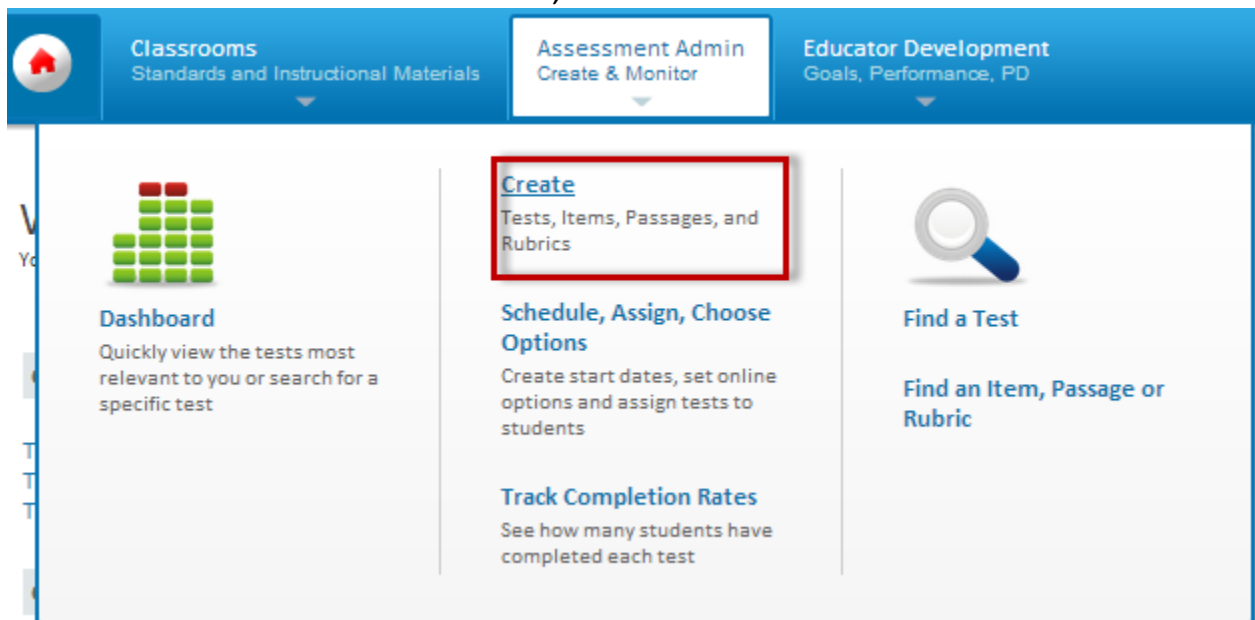 Classrooms
Standards and Instructional Materials
Assessment Admin
Create & Monitor
Educator Development
Goals, Performance, PD
Dashboard
Quickly view the tests most
relevant to you or search for a
specific test
Create
Tests, Items, Passages, and
Rubrics
Schedule, Assign, Choose
Options
Create start dates, set online
options and assign tests to
students
Track Completion Rates
See how many students have
completed each test
Find a Test
Find an Item, Passage or
Rubric